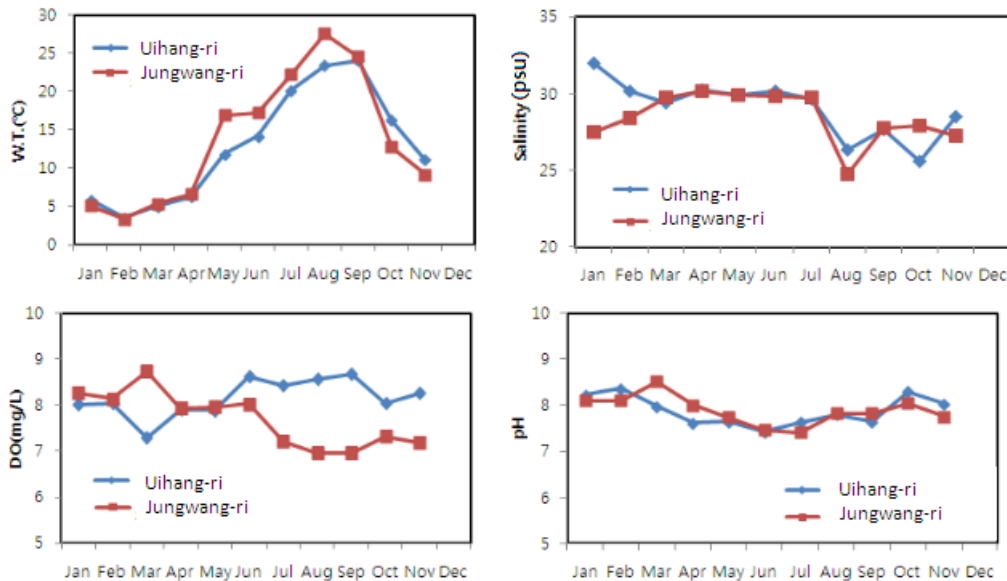 W.T.(℃)
30
25
20
15
10
5
0
Uihang-ri
Jungwang-ri
Jan Feb Mar Apr May Jun Jul Aug Sep Oct Nov Dec
Salinity (psu)
35
30
25
20
Uihang-ri
Jungwang-ri
Jan Feb Mar Apr May Jun Jul Aug Sep Oct Nov Dec
DO(mg/L)
10
9
8
7
6
5
Uihang-ri
Jungwang-ri
Jan Feb Mar Apr May Jun Jul Aug Sep Oct Nov Dec
pH
10
9
8
7
6
5
Uihang-ri
Jungwang-ri
Jan Feb Mar Apr May Jun Jul Aug Sep Oct Nov Dec